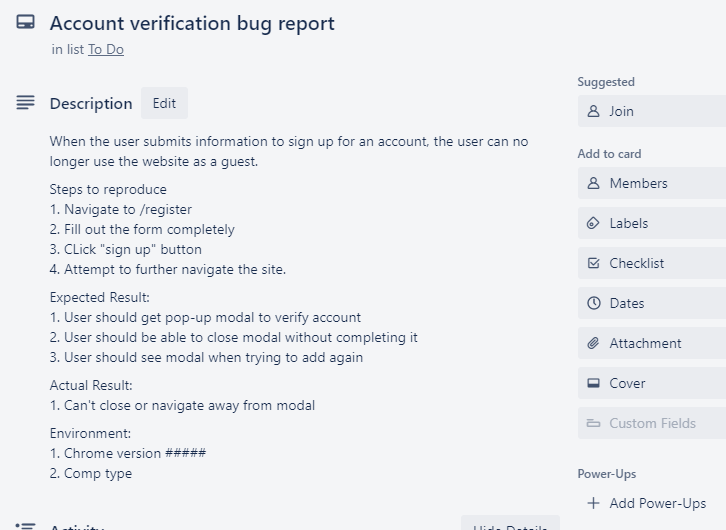 Account verification bug report
in list To Do
Description Edit
When the user submits information to sign up for an account, the user can no
longer use the website as a guest.
Steps to reproduce
1. Navigate to /register
2. Fill out the form completely
3. CLick "sign up" button
4. Attempt to further navigate the site.
Expected Result:
1. User should get pop-up modal to verify account
2. User should be able to close modal without completing it
3. User should see modal when trying to add again
Actual Result:
1. Can't close or navigate away from modal
Environment:
1. Chrome version #####
2. Comp type
Activity Hide Details
Suggested
Join
Add to card
Members
Labels
Checklist
Dates
Attachment
Cover
Custom Fields
Power-Ups
+ Add Power-Ups